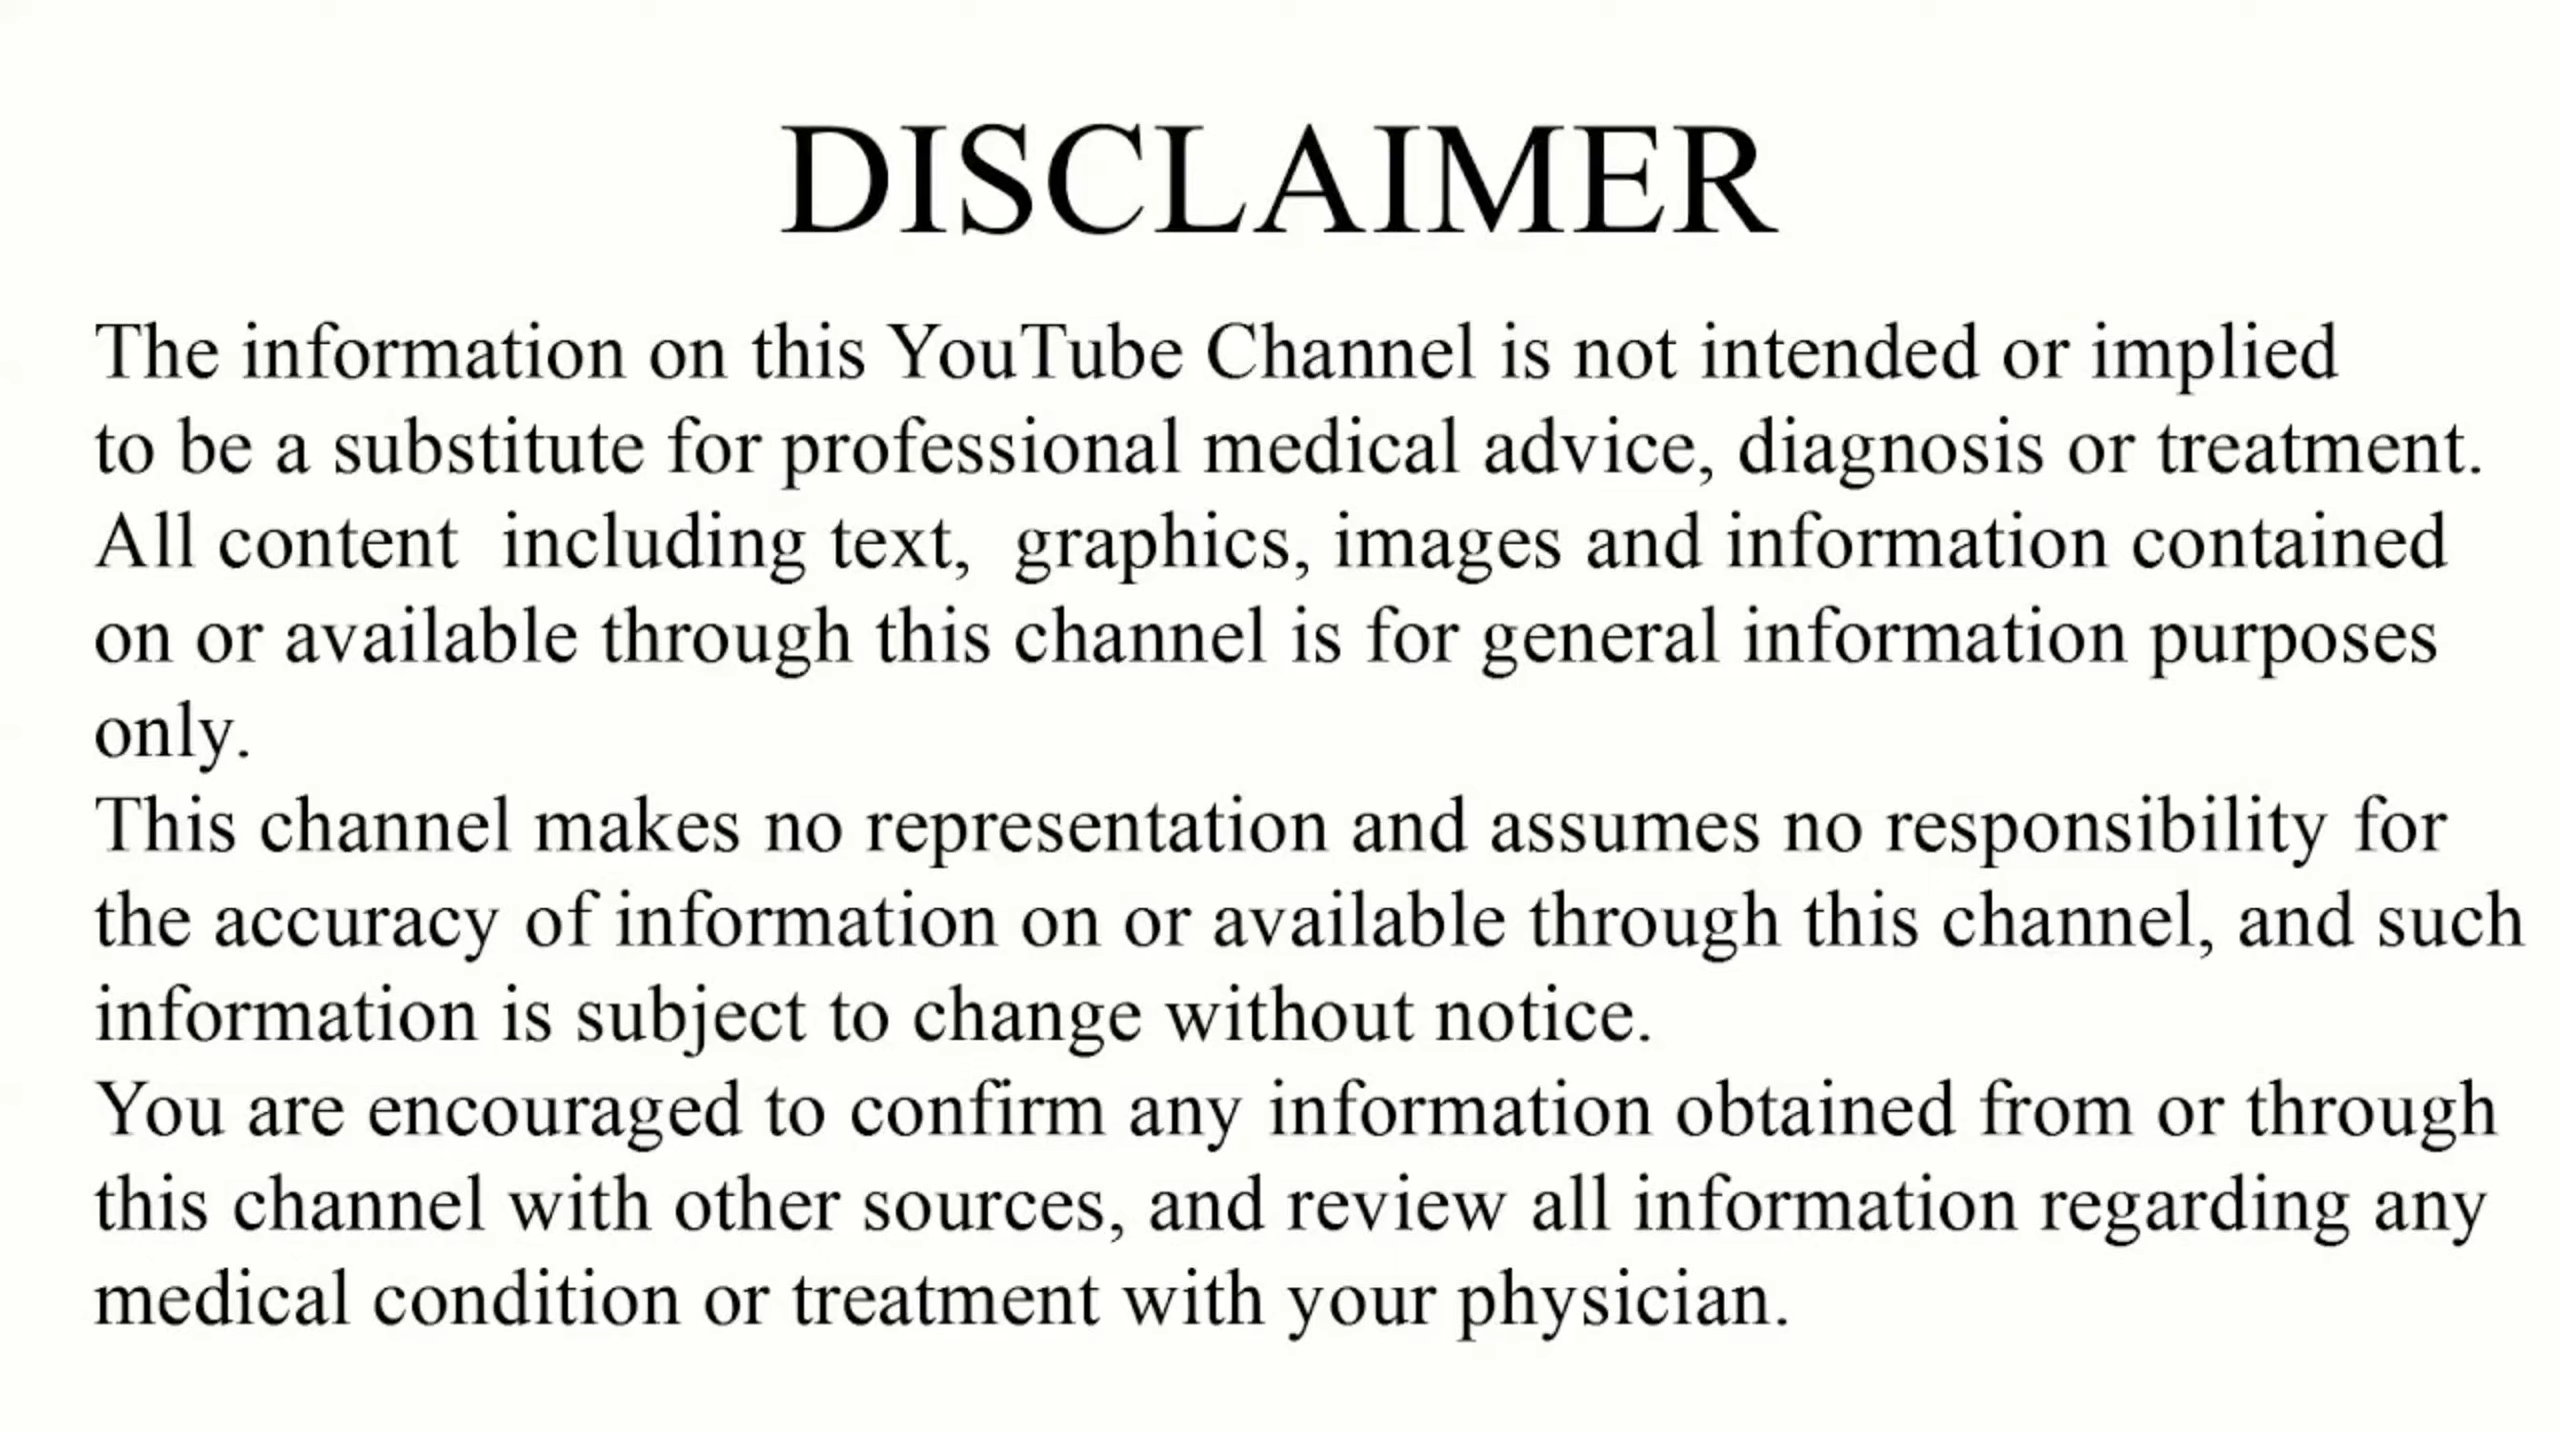 DISCLAIMER
The information on this YouTube Channel is not intended or implied
to be a substitute for professional medical advice, diagnosis or treatment.
All content  including text,  graphics, images and information contained
on or available through this channel is for general information purposes
only.
This channel makes no representation and assumes no responsibility for
the accuracy of information on or available through this channel, and such
information is subject to change without notice.
You are encouraged to confirm any information obtained from or through
this channel with other sources, and review all information regarding any
medical condition or treatment with your physician.